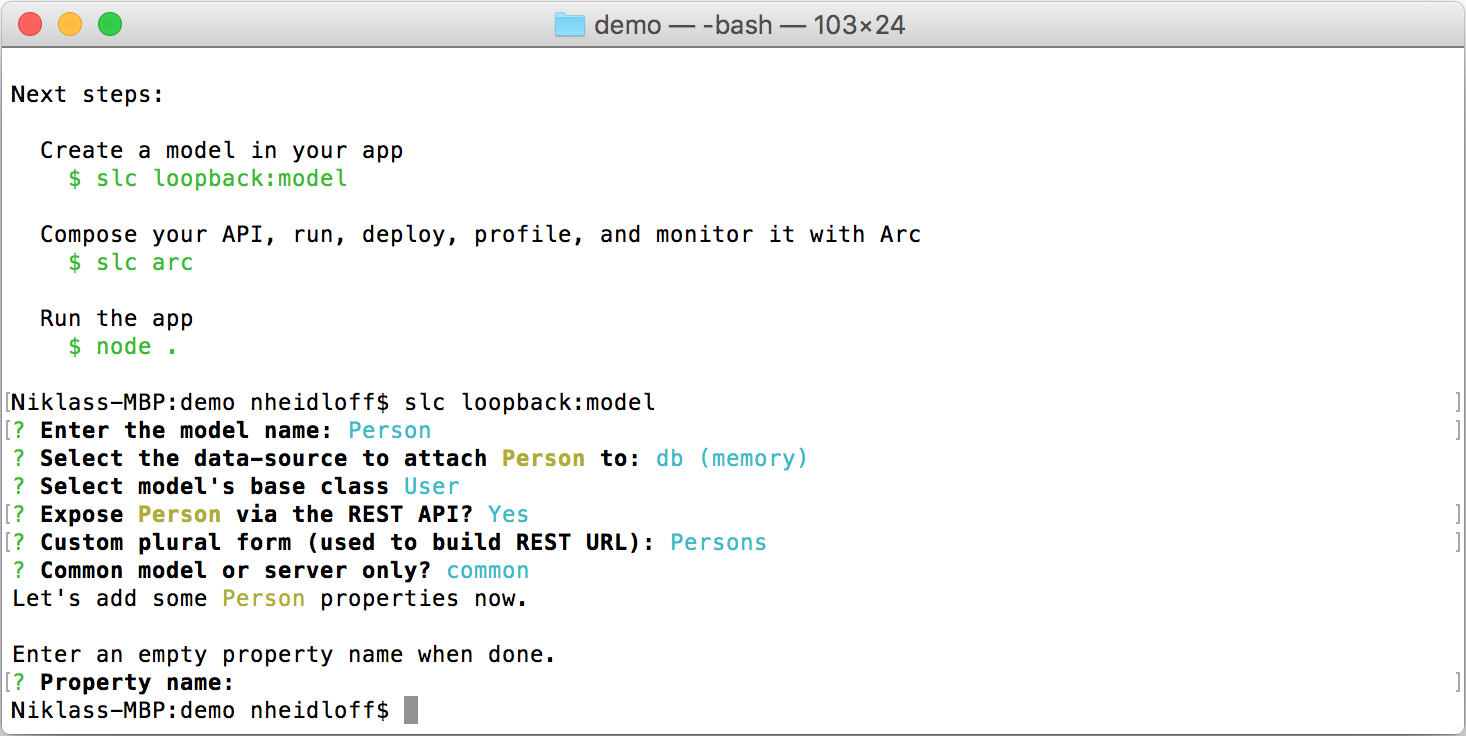 demo — -bash — 103×24
Next steps:
Create a model in your app
$ slc loopback:model
Compose your API, run, deploy, profile, and monitor it with Arc
$ slc arc
Run the app
$ node .
[Niklass-MBP:demo nheidloff$ slc loopback:model ]
[? Enter the model name: Person ]
? Select the data-source to attach Person to: db (memory)
? Select model's base class User
[? Expose Person via the REST API? Yes ]
[? Custom plural form (used to build REST URL): Persons ]
? Common model or server only? common
Let's add some Person properties now.
Enter an empty property name when done.
[? Property name: ]
Niklass-MBP:demo nheidloff$